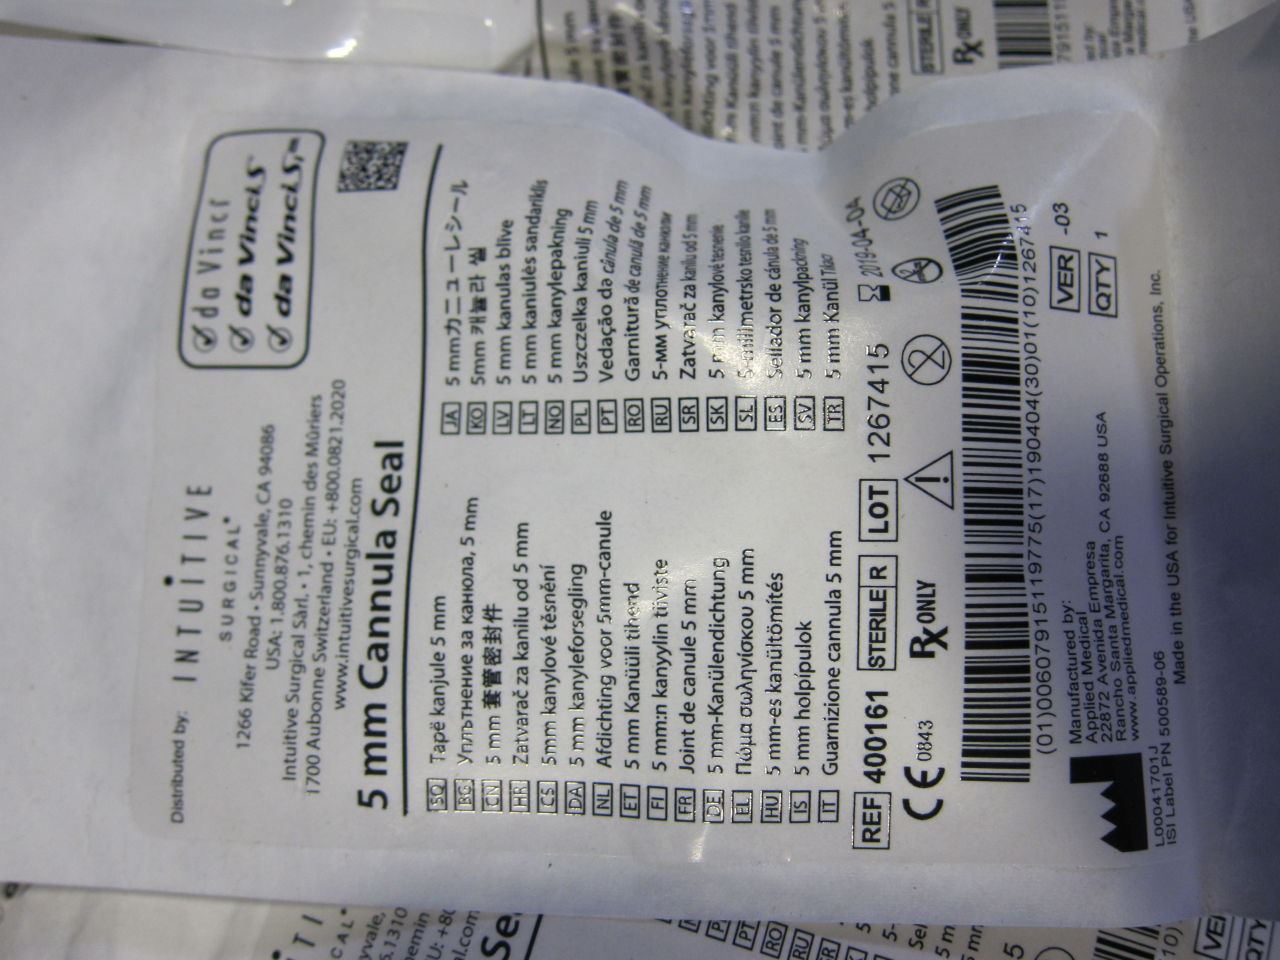 Distributed by: INTUITIVE
SURGICAL®
1266 Kifer Road • Sunnyvale, CA 94086
USA: 1.800.876.1310
Intuitive Surgical Sàrl. • 1, chemin des Mûriers
1700 Aubonne Switzerland • EU: +800.0821.2020
www.intuitivesurgical.com
da Vinci
da Vinci S
da Vinci Si
5 mm Cannula Seal
SQ Tapë kanjule 5 mm
BG Уплътнение за канюла, 5 mm
CN 5 mm 套管密封件
HR Zatvarač za kanilu od 5 mm
CS 5mm kanylové těsnění
DA 5 mm kanyleforsegling
NL Afdichting voor 5mm-canule
ET 5 mm Kanüüli tihend
FI 5 mm:n kanyylin tiiviste
FR Joint de canule 5 mm
DE 5 mm-Kanülendichtung
EL Πώμα σωληνίσκου 5 mm
HU 5 mm-es kanültömítés
IS 5 mm holpípulok
IT Guarnizione cannula 5 mm
JA 5 mmカニューレシール
KO 5mm 캐뉼라 씰
LV 5 mm kanulas blīve
LT 5 mm kaniulės sandariklis
NO 5 mm kanylepakning
PL Uszczelka kaniuli 5 mm
PT Vedação da cânula de 5 mm
RO Garnitură de canulă de 5 mm
RU 5-мм уплотнение канюли
SR Zatvarač za kanilu od 5 mm
SK 5 mm kanylové tesnenie
SL 5-milimetrsko tesnilo kanile
ES Sellador de cánula de 5 mm
SV 5 mm kanylpackning
TR 5 mm Kanül Tıkacı
REF 400161 STERILE R LOT 1267415 2019-04-04
CE 0843 Rx ONLY
(01)00607915119775(17)190404(30)01(10)1267415
Manufactured by:
Applied Medical
22872 Avenida Empresa
Rancho Santa Margarita, CA 92688 USA
www.appliedmedical.com
VER -03
QTY 1
L00041701J
ISI Label PN 500589-06
Made in the USA for Intuitive Surgical Operations, Inc.